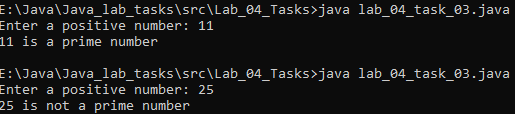 E:\Java\Java_lab_tasks\src\Lab_04_Tasks>java lab_04_task_03.java
Enter a positive number: 11
11 is a prime number
E:\Java\Java_lab_tasks\src\Lab_04_Tasks>java lab_04_task_03.java
Enter a positive number: 25
25 is not a prime number